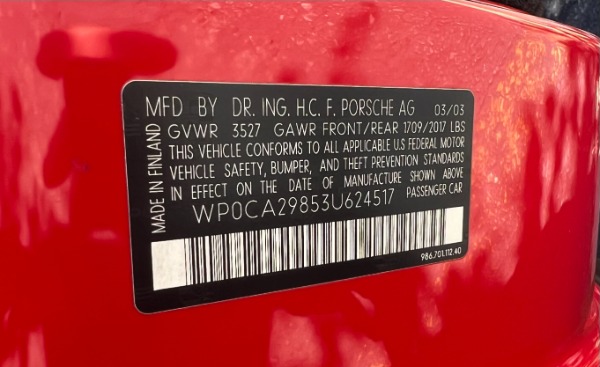 MFD BY DR. ING. H.C. F. PORSCHE AG 03/03
GVWR 3527 GAWR FRONT/REAR 1709/2017 LBS
THIS VEHICLE CONFORMS TO ALL APPLICABLE U.S FEDERAL MOTOR
VEHICLE SAFETY, BUMPER, AND THEFT PREVENTION STANDARDS
IN EFFECT ON THE DATE OF MANUFACTURE SHOWN ABOVE
WP0CA29853U624517 PASSENGER CAR
MADE IN FINLAND
986.701.112.40